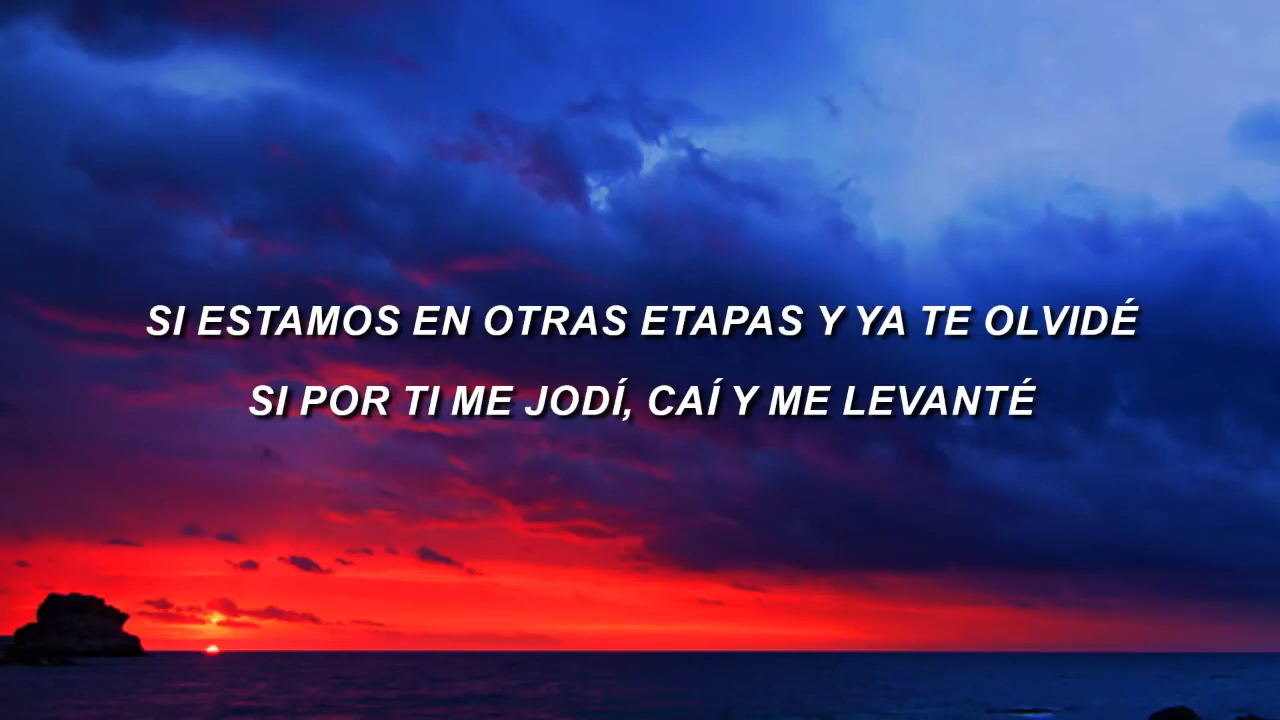 SI ESTAMOS EN OTRAS ETAPAS Y YA TE OLVIDÉ
SI POR TI ME JODÍ, CAÍ Y ME LEVANTÉ